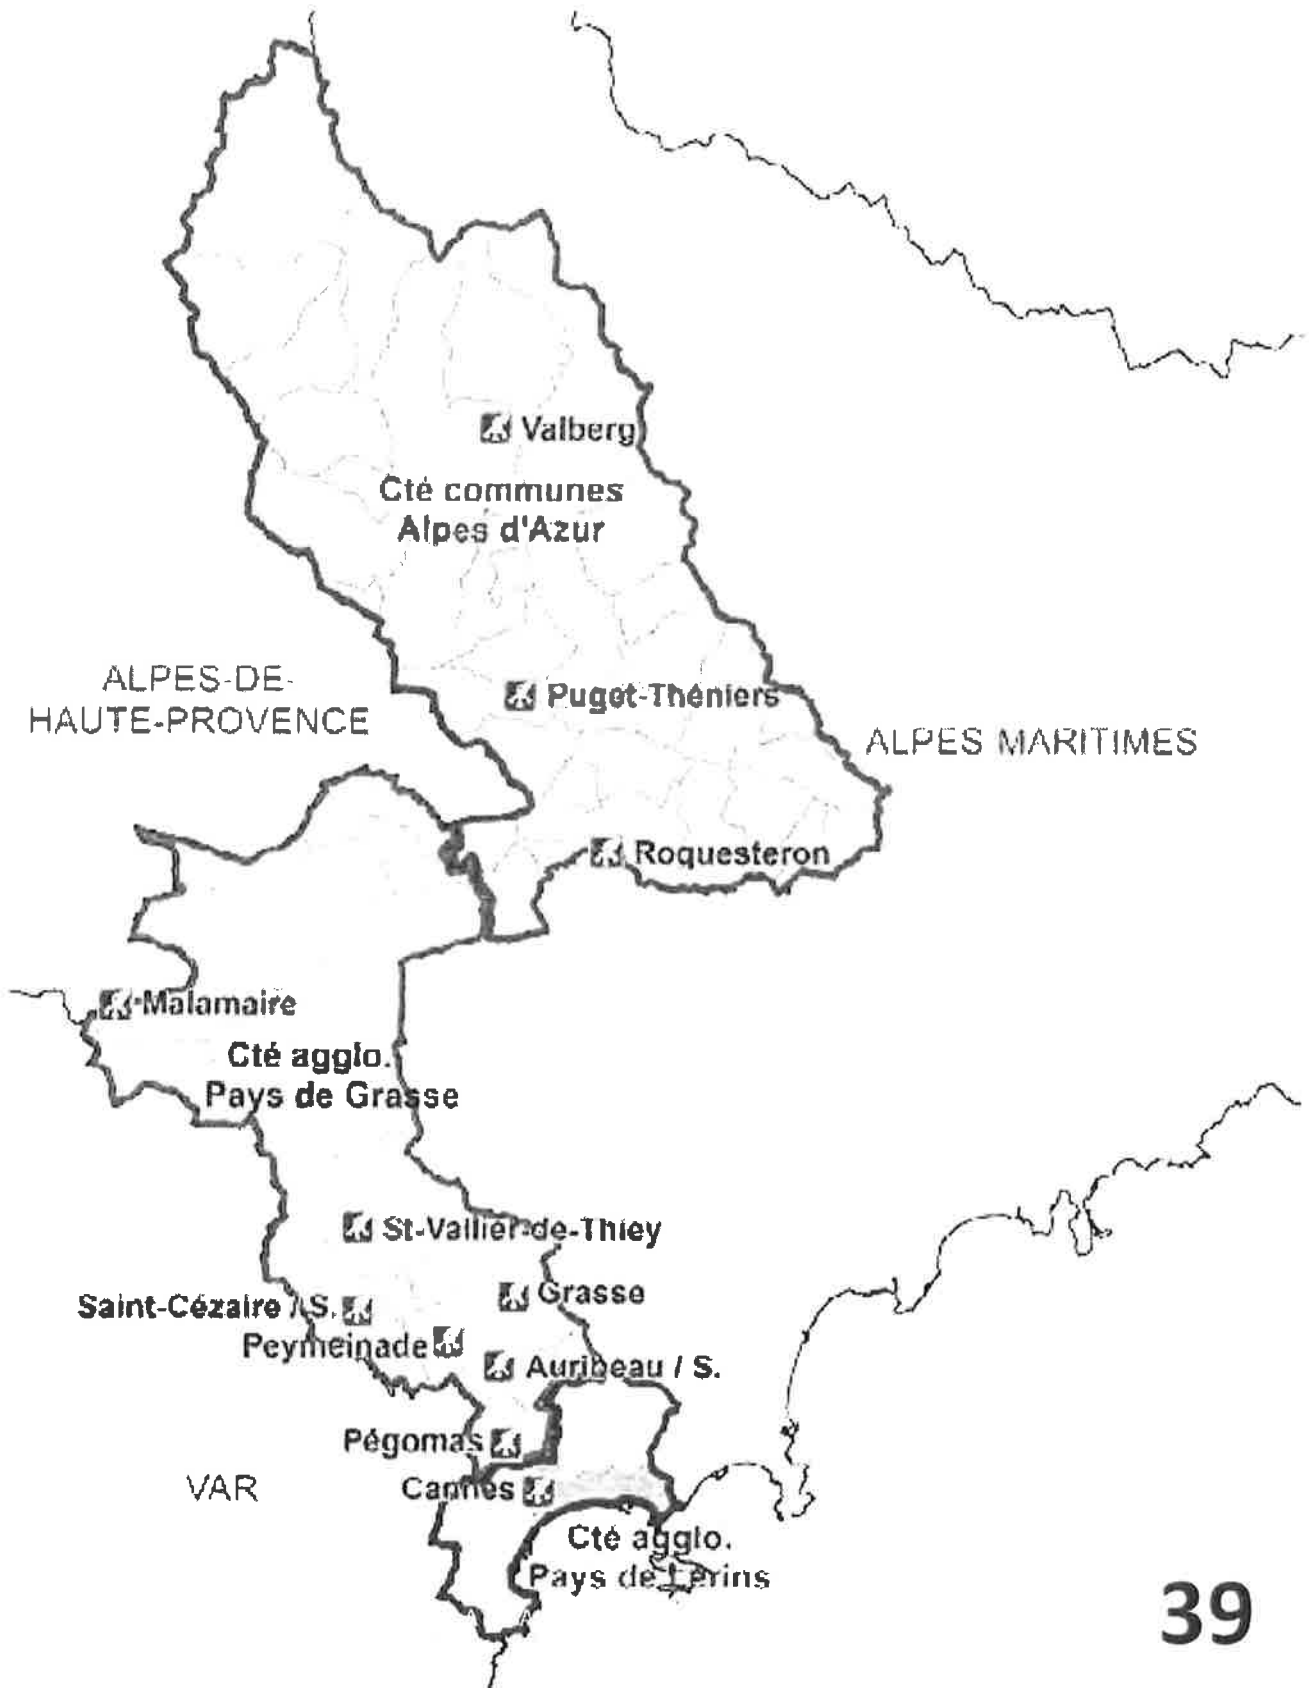 Valberg
Cté communes
Alpes d'Azur
ALPES-DE-
HAUTE-PROVENCE
Puget-Théniers
ALPES MARITIMES
Roquesteron
Malamaire
Cté agglo.
Pays de Grasse
St-Vallier-de-Thiey
Grasse
Saint-Cézaire / S.
Peymeinade
Auribeau / S.
Pégomas
VAR
Cannes
Cté agglo.
Pays de Lérins
39